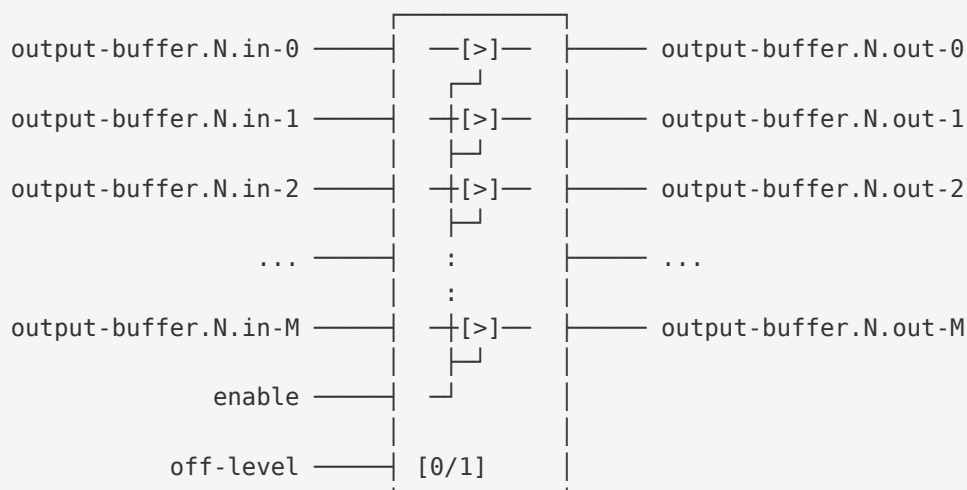 output-buffer.N.in-0 ──────┤ ──[>]── ├────── output-buffer.N.out-0
output-buffer.N.in-1 ──────┤ ─┼[>]── ├────── output-buffer.N.out-1
output-buffer.N.in-2 ──────┤ ─┼[>]── ├────── output-buffer.N.out-2
... ──────┤ : ├────── ...
:
output-buffer.N.in-M ──────┤ ─┼[>]── ├────── output-buffer.N.out-M
enable ──────┤ ─┘
off-level ──────┤ [0/1]